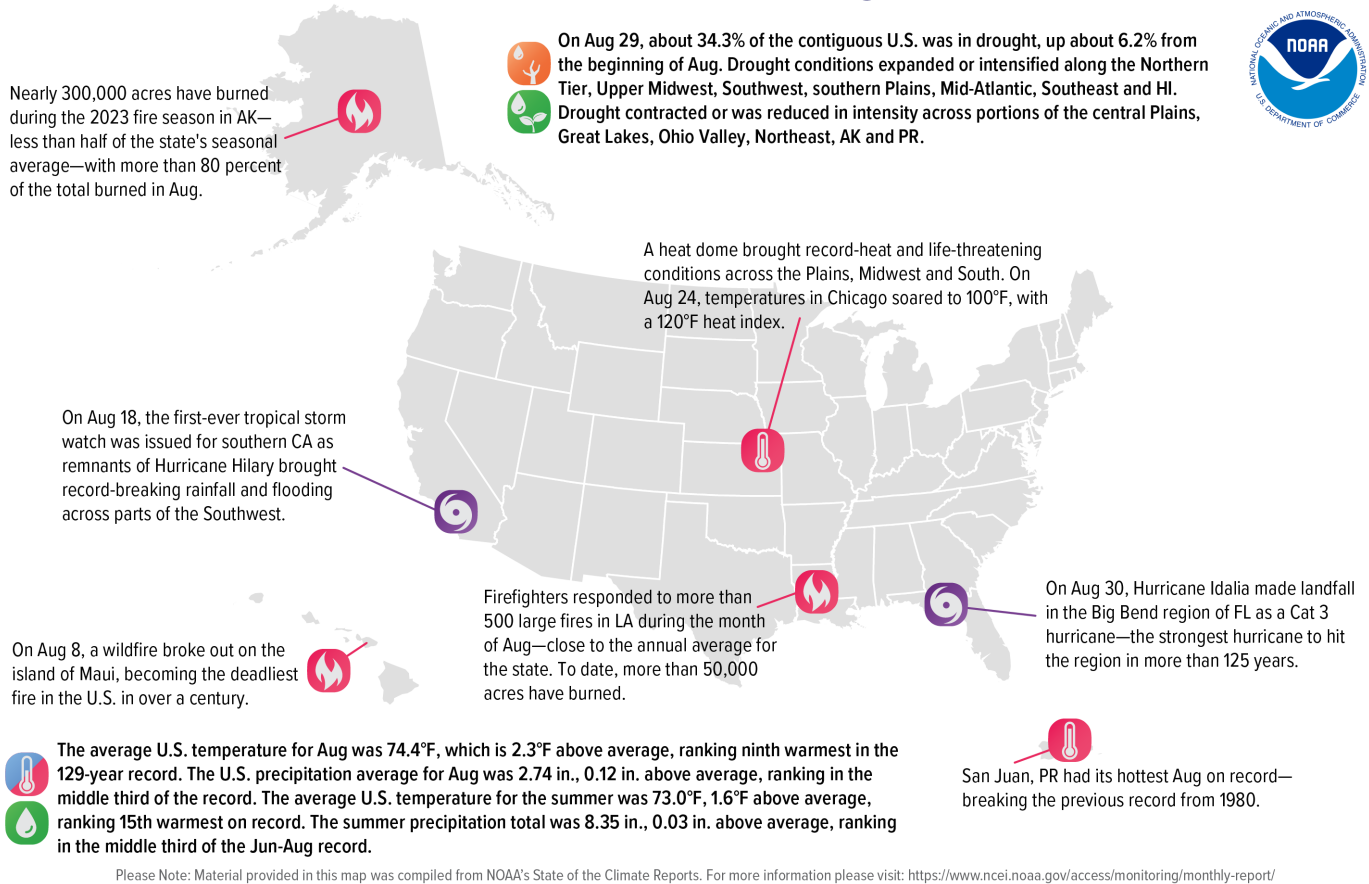 On Aug 29, about 34.3% of the contiguous U.S. was in drought, up about 6.2% from
the beginning of Aug. Drought conditions expanded or intensified along the Northern
Tier, Upper Midwest, Southwest, southern Plains, Mid-Atlantic, Southeast and HI.
Drought contracted or was reduced in intensity across portions of the central Plains,
Great Lakes, Ohio Valley, Northeast, AK and PR.
NATIONAL OCEANIC AND ATMOSPHERIC ADMINISTRATION
NOAA
U.S. DEPARTMENT OF COMMERCE
Nearly 300,000 acres have burned
during the 2023 fire season in AK—
less than half of the state's seasonal
average—with more than 80 percent
of the total burned in Aug.
A heat dome brought record-heat and life-threatening
conditions across the Plains, Midwest and South. On
Aug 24, temperatures in Chicago soared to 100°F, with
a 120°F heat index.
On Aug 18, the first-ever tropical storm
watch was issued for southern CA as
remnants of Hurricane Hilary brought
record-breaking rainfall and flooding
across parts of the Southwest.
Firefighters responded to more than
500 large fires in LA during the month
of Aug—close to the annual average for
the state. To date, more than 50,000
acres have burned.
On Aug 30, Hurricane Idalia made landfall
in the Big Bend region of FL as a Cat 3
hurricane—the strongest hurricane to hit
the region in more than 125 years.
On Aug 8, a wildfire broke out on the
island of Maui, becoming the deadliest
fire in the U.S. in over a century.
San Juan, PR had its hottest Aug on record—
breaking the previous record from 1980.
The average U.S. temperature for Aug was 74.4°F, which is 2.3°F above average, ranking ninth warmest in the
129-year record. The U.S. precipitation average for Aug was 2.74 in., 0.12 in. above average, ranking in the
middle third of the record. The average U.S. temperature for the summer was 73.0°F, 1.6°F above average,
ranking 15th warmest on record. The summer precipitation total was 8.35 in., 0.03 in. above average, ranking
in the middle third of the Jun-Aug record.
Please Note: Material provided in this map was compiled from NOAA's State of the Climate Reports. For more information please visit: https://www.ncei.noaa.gov/access/monitoring/monthly-report/